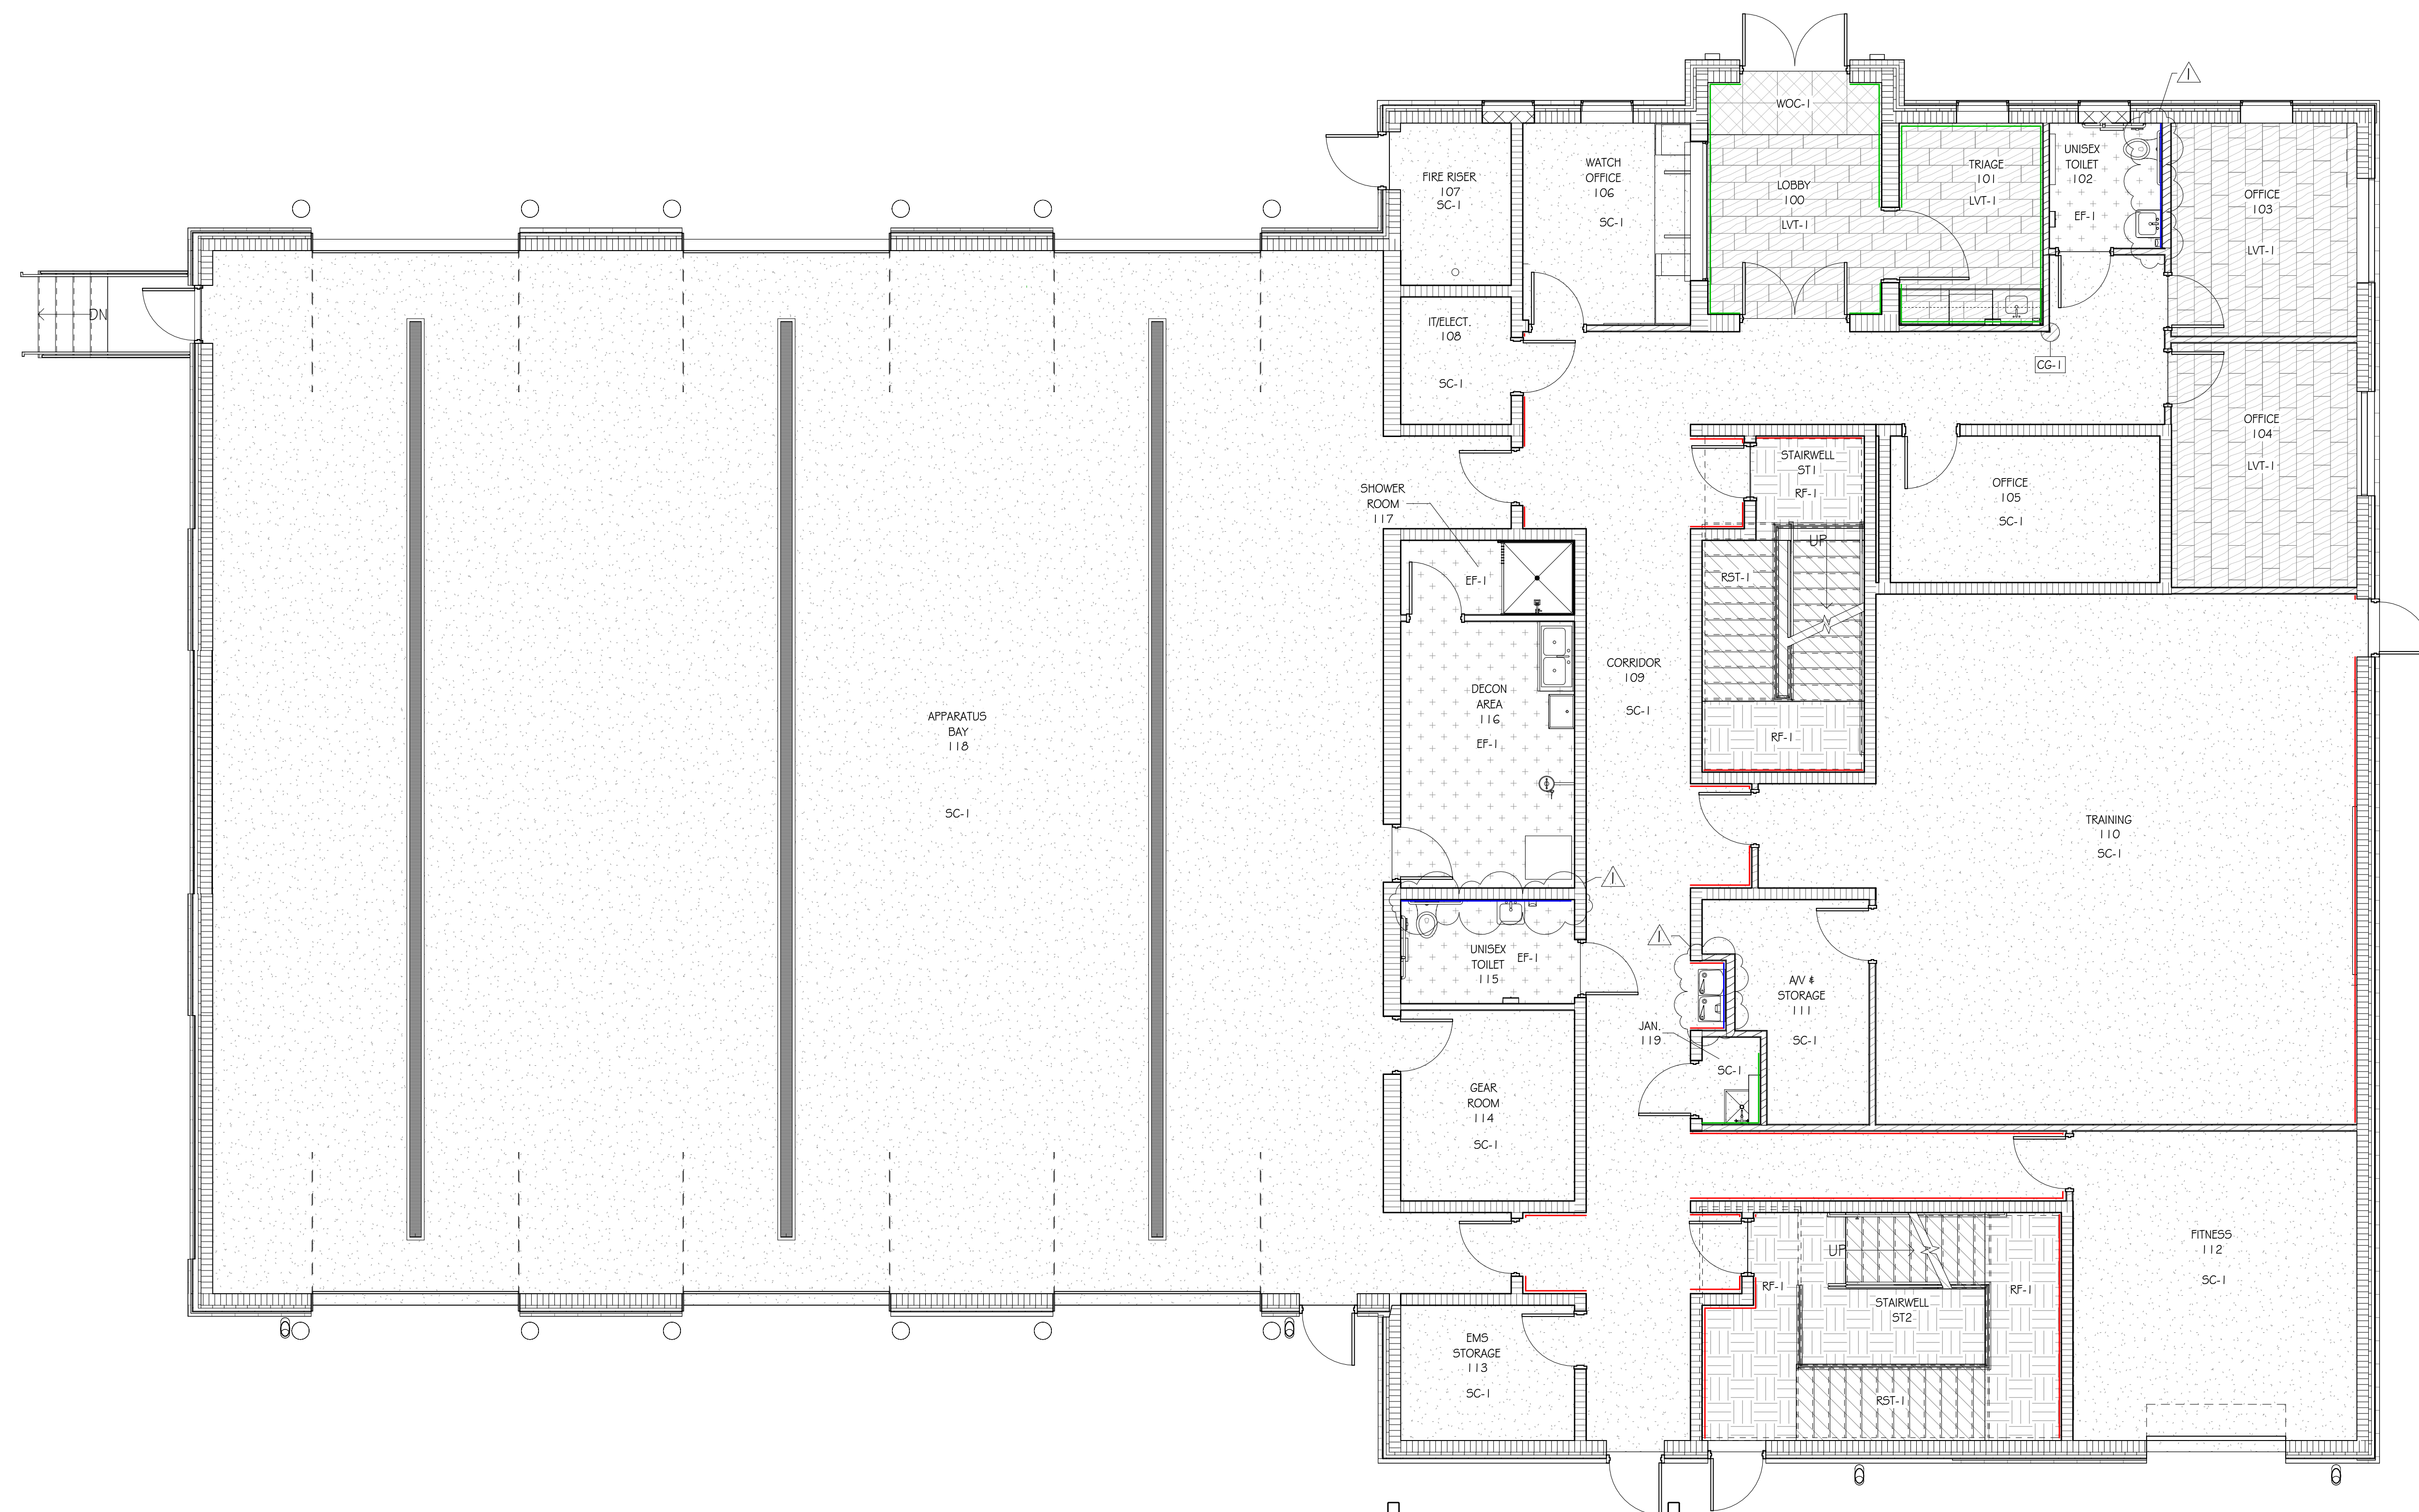 WOC-1
FIRE RISER
107
SC-1
WATCH
OFFICE
106
SC-1
LOBBY
100
LVT-1
TRIAGE
101
LVT-1
UNISEX
TOILET
102
EF-1
1
OFFICE
103
LVT-1
DN
IT/ELECT.
108
SC-1
CG-1
OFFICE
104
LVT-1
STAIRWELL
ST1
RF-1
UP
RST-1
RF-1
OFFICE
105
SC-1
SHOWER
ROOM
117
EF-1
CORRIDOR
109
SC-1
DECON
AREA
116
EF-1
APPARATUS
BAY
118
SC-1
TRAINING
110
SC-1
1
UNISEX
TOILET
115
EF-1
1
A/V &
STORAGE
111
SC-1
JAN.
119
SC-1
GEAR
ROOM
114
SC-1
FITNESS
112
SC-1
UP
RF-1
STAIRWELL
ST2
RF-1
RST-1
EMS
STORAGE
113
SC-1